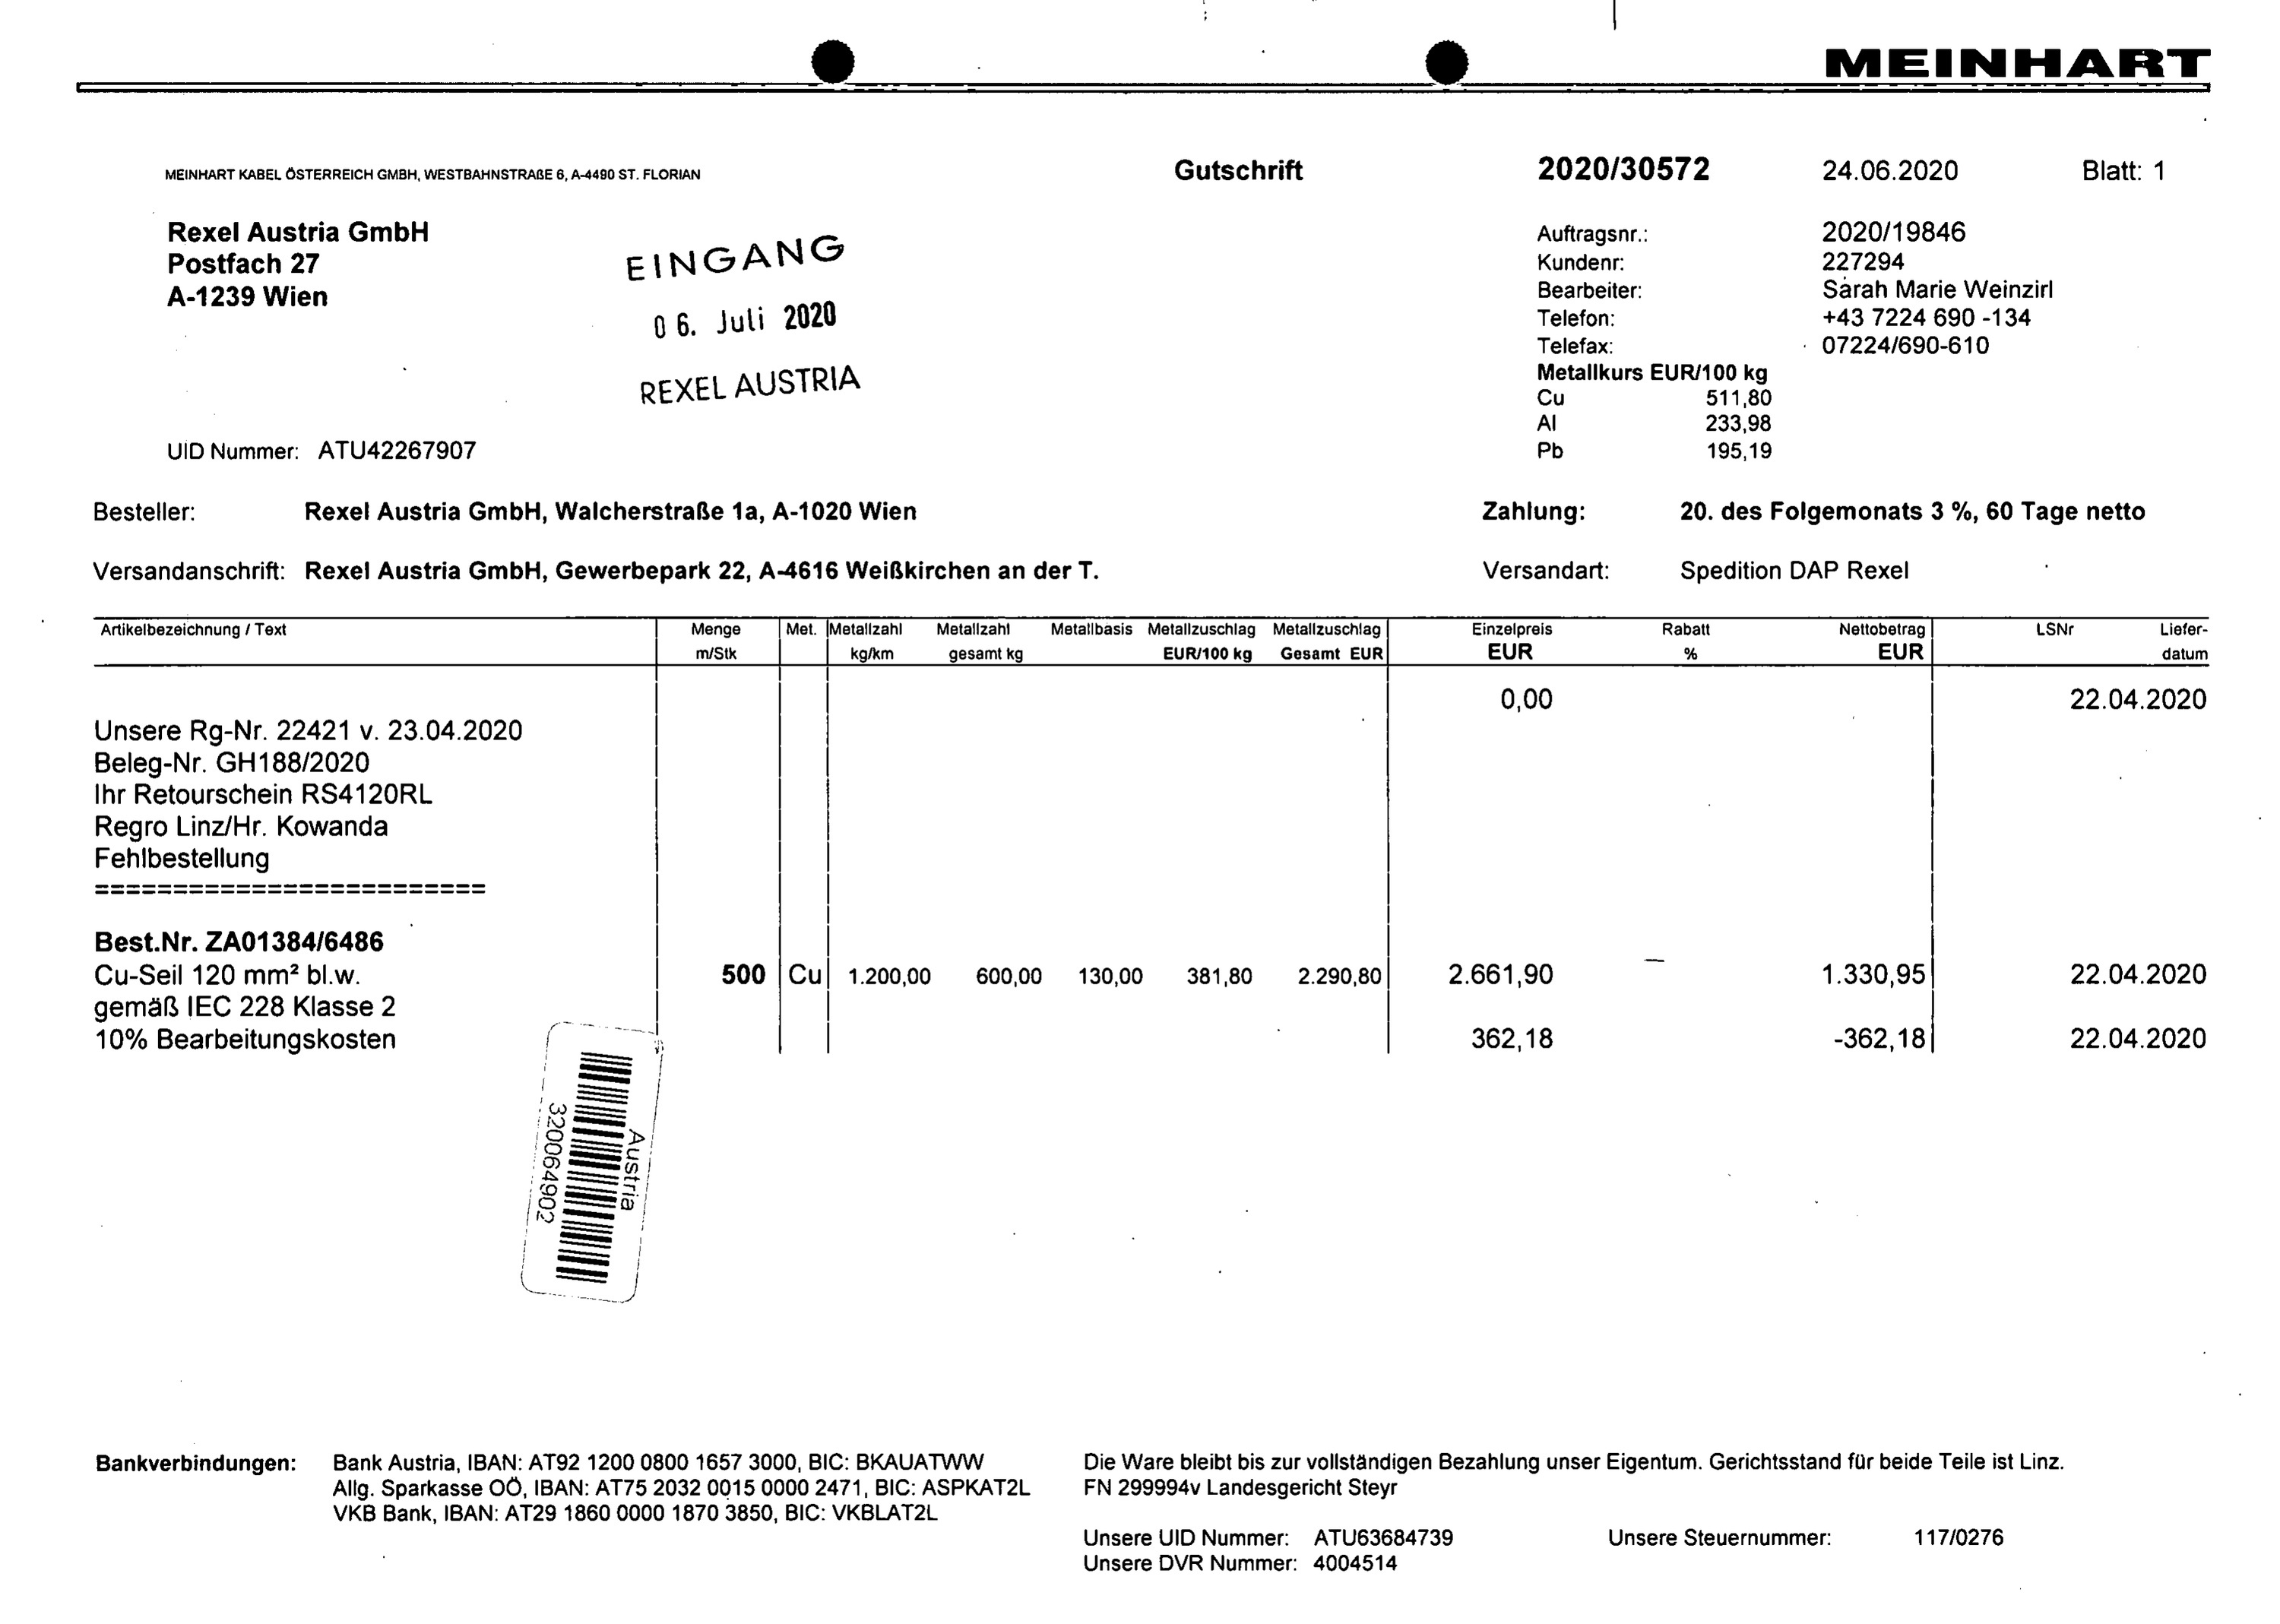 MEINHART
MEINHART KABEL ÖSTERREICH GMBH, WESTBAHNSTRAßE 6, A-4490 ST. FLORIAN
Gutschrift 2020/30572 24.06.2020 Blatt: 1
Rexel Austria GmbH
Postfach 27
A-1239 Wien
EINGANG
06. Juli 2020
REXEL AUSTRIA
UID Nummer: ATU42267907
Auftragsnr.: 2020/19846
Kundenr: 227294
Bearbeiter: Sarah Marie Weinzirl
Telefon: +43 7224 690 -134
Telefax: 07224/690-610
Metallkurs EUR/100 kg
Cu 511,80
Al 233,98
Pb 195,19
Besteller: Rexel Austria GmbH, Walcherstraße 1a, A-1020 Wien
Zahlung: 20. des Folgemonats 3 %, 60 Tage netto
Versandanschrift: Rexel Austria GmbH, Gewerbepark 22, A-4616 Weißkirchen an der T.
Versandart: Spedition DAP Rexel
Artikelbezeichnung / Text Menge Met. Metallzahl Metallzahl Metallbasis Metallzuschlag Metallzuschlag Einzelpreis Rabatt Nettobetrag LSNr Liefer-
m/Stk kg/km gesamt kg EUR/100 kg Gesamt EUR EUR % EUR datum
0,00 22.04.2020
Unsere Rg-Nr. 22421 v. 23.04.2020
Beleg-Nr. GH188/2020
Ihr Retourschein RS4120RL
Regro Linz/Hr. Kowanda
Fehlbestellung
=========================
Best.Nr. ZA01384/6486
Cu-Seil 120 mm² bl.w. 500 Cu 1.200,00 600,00 130,00 381,80 2.290,80 2.661,90 1.330,95 22.04.2020
gemäß IEC 228 Klasse 2
10% Bearbeitungskosten 362,18 -362,18 22.04.2020
Austria
320064902
Bankverbindungen: Bank Austria, IBAN: AT92 1200 0800 1657 3000, BIC: BKAUATWW
Allg. Sparkasse OÖ, IBAN: AT75 2032 0015 0000 2471, BIC: ASPKAT2L
VKB Bank, IBAN: AT29 1860 0000 1870 3850, BIC: VKBLAT2L
Die Ware bleibt bis zur vollständigen Bezahlung unser Eigentum. Gerichtsstand für beide Teile ist Linz.
FN 299994v Landesgericht Steyr
Unsere UID Nummer: ATU63684739 Unsere Steuernummer: 117/0276
Unsere DVR Nummer: 4004514